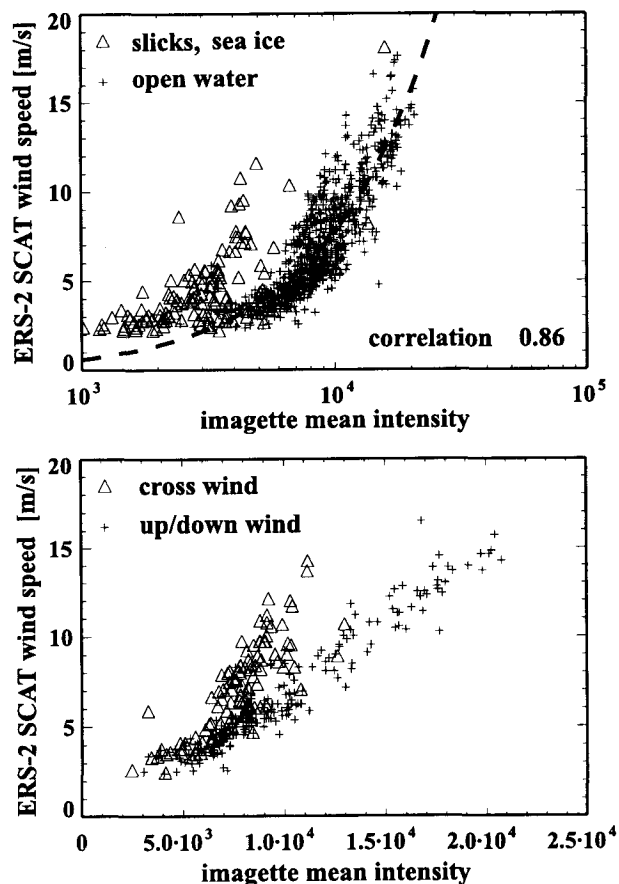 ERS-2 SCAT wind speed [m/s]
20
15
10
5
0
△ slicks, sea ice
+ open water
correlation 0.86
10³ 10⁴ 10⁵
imagette mean intensity
ERS-2 SCAT wind speed [m/s]
20
15
10
5
0
△ cross wind
+ up/down wind
0 5.0·10³ 1.0·10⁴ 1.5·10⁴ 2.0·10⁴ 2.5·10⁴
imagette mean intensity